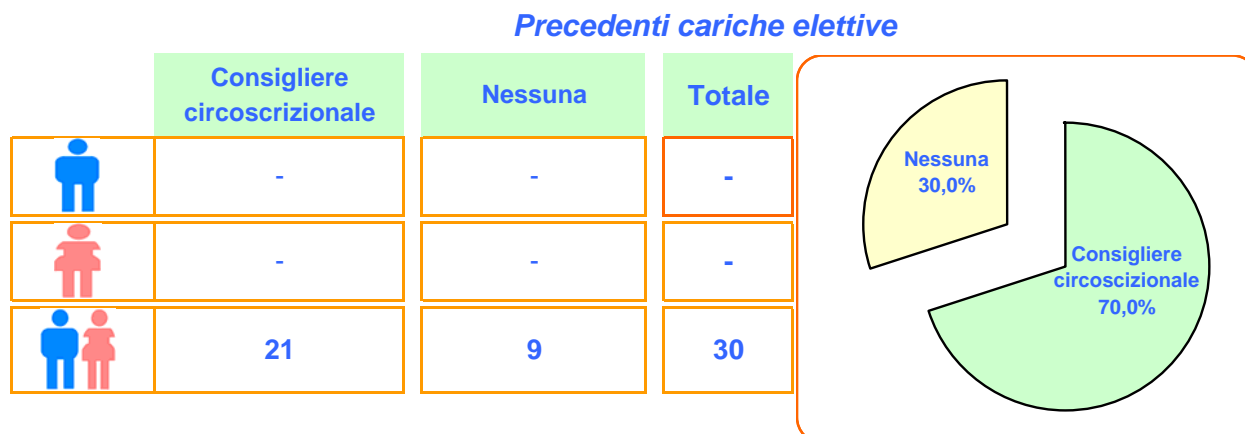 Precedenti cariche elettive
Consigliere
circoscrizionale
Nessuna
Totale
-
-
-
-
-
-
21
9
30
Nessuna
30,0%
Consigliere
circoscizionale
70,0%